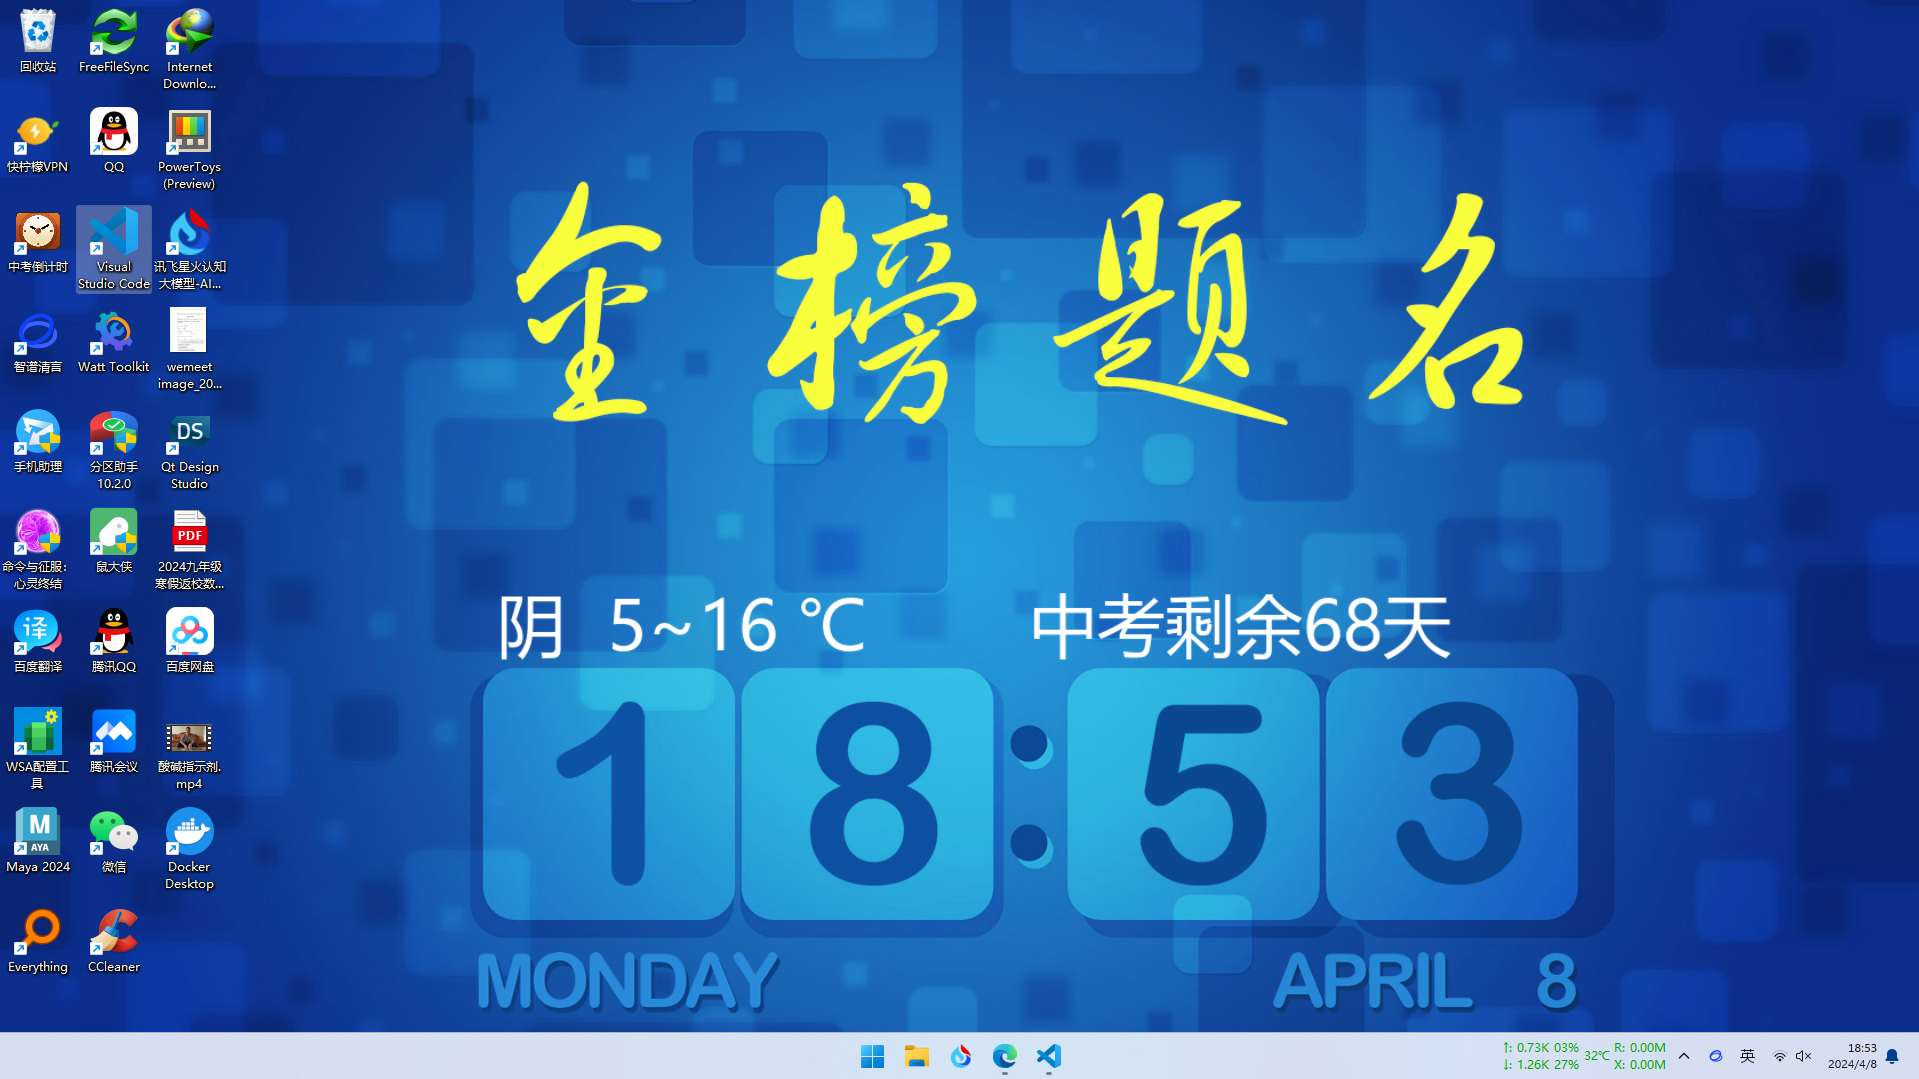 回收站
FreeFileSync
Internet
Downlo...
快柠檬VPN
QQ
PowerToys
(Preview)
中考倒计时
Visual
Studio Code
讯飞星火认知
大模型-AI...
智谱清言
Watt Toolkit
wemeet
image_20...
手机助理
分区助手
10.2.0
DS
Qt Design
Studio
命令与征服：
心灵终结
鼠大侠
PDF
2024九年级
寒假返校数...
译
百度翻译
腾讯QQ
百度网盘
WSA配置工
具
腾讯会议
酸碱指示剂.
mp4
M
AYA
Maya 2024
微信
Docker
Desktop
Everything
CCleaner
金榜题名
阴 5~16 ℃
中考剩余68天
18:53
MONDAY
APRIL 8
↑: 0.73K 03%
↓: 1.26K 27%
32℃
R: 0.00M
X: 0.00M
英
18:53
2024/4/8